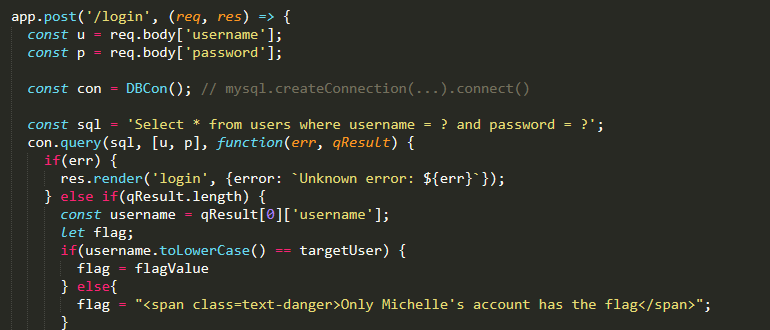 app.post('/login', (req, res) => {
const u = req.body['username'];
const p = req.body['password'];
const con = DBCon(); // mysql.createConnection(...).connect()
const sql = 'Select * from users where username = ? and password = ?';
con.query(sql, [u, p], function(err, qResult) {
if(err) {
res.render('login', {error: `Unknown error: ${err}`});
} else if(qResult.length) {
const username = qResult[0]['username'];
let flag;
if(username.toLowerCase() == targetUser) {
flag = flagValue
} else{
flag = "<span class=text-danger>Only Michelle's account has the flag</span>";
}